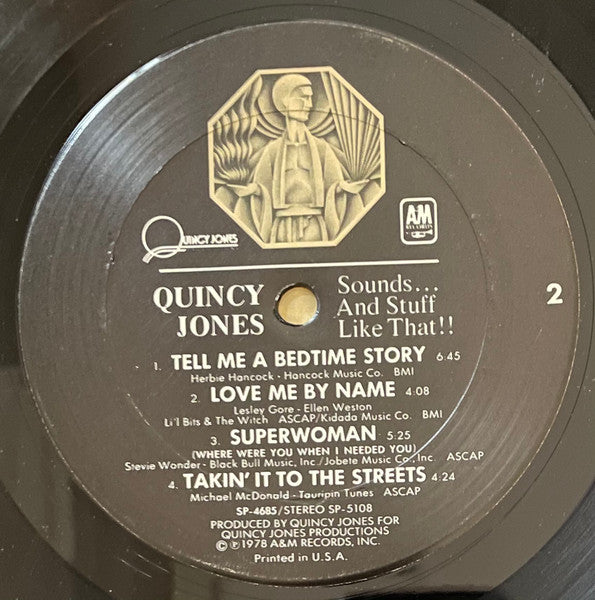 QUINCY JONES
A&M
RECORDS
QUINCY
JONES
Sounds...
And Stuff
Like That!!
2
1. TELL ME A BEDTIME STORY 6:45
Herbie Hancock - Hancock Music Co. BMI
2. LOVE ME BY NAME 4:08
Lesley Gore - Ellen Weston
Li'l Bits & The Witch ASCAP/Kidada Music Co. BMI
3. SUPERWOMAN 5:25
(WHERE WERE YOU WHEN I NEEDED YOU)
Stevie Wonder - Black Bull Music, Inc./Jobete Music Co., Inc. ASCAP
4. TAKIN' IT TO THE STREETS 4:24
Michael McDonald - Tauripin Tunes ASCAP
SP-4685/STEREO SP-5108
PRODUCED BY QUINCY JONES FOR
QUINCY JONES PRODUCTIONS
© ℗ 1978 A&M RECORDS, INC.
Printed in U.S.A.